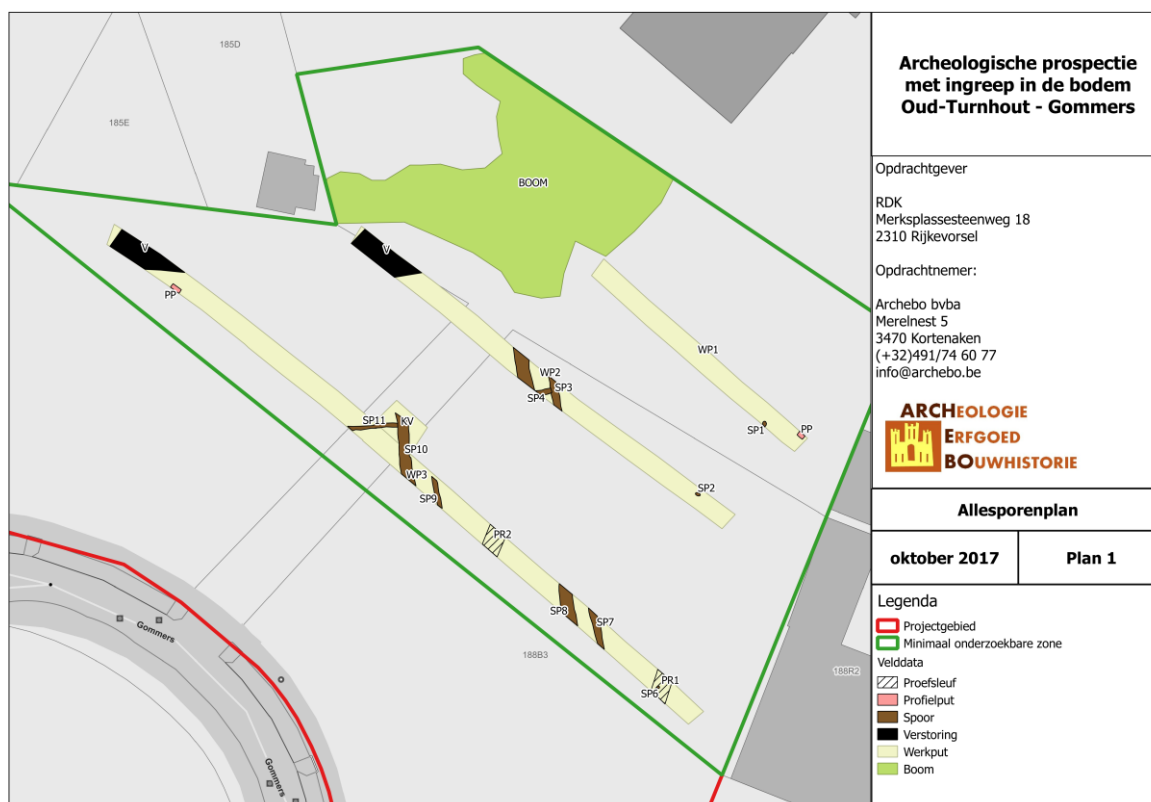 185D
185E
BOOM
V
V
PP
WP1
WP2
SP3
SP4
SP1
PP
SP11
KV
SP10
WP3
SP9
SP2
PR2
SP8
SP7
PR1
SP6
188B3
188R2
Gommers
Gommers
Archeologische prospectie
met ingreep in de bodem
Oud-Turnhout - Gommers
Opdrachtgever
RDK
Merksplassesteenweg 18
2310 Rijkevorsel
Opdrachtnemer:
Archebo bvba
Merelnest 5
3470 Kortenaken
(+32)491/74 60 77
info@archebo.be
ARCHEOLOGIE
ERFGOED
BOUWHISTORIE
Allesporenplan
oktober 2017
Plan 1
Legenda
Projectgebied
Minimaal onderzoekbare zone
Velddata
Proefsleuf
Profielput
Spoor
Verstoring
Werkput
Boom